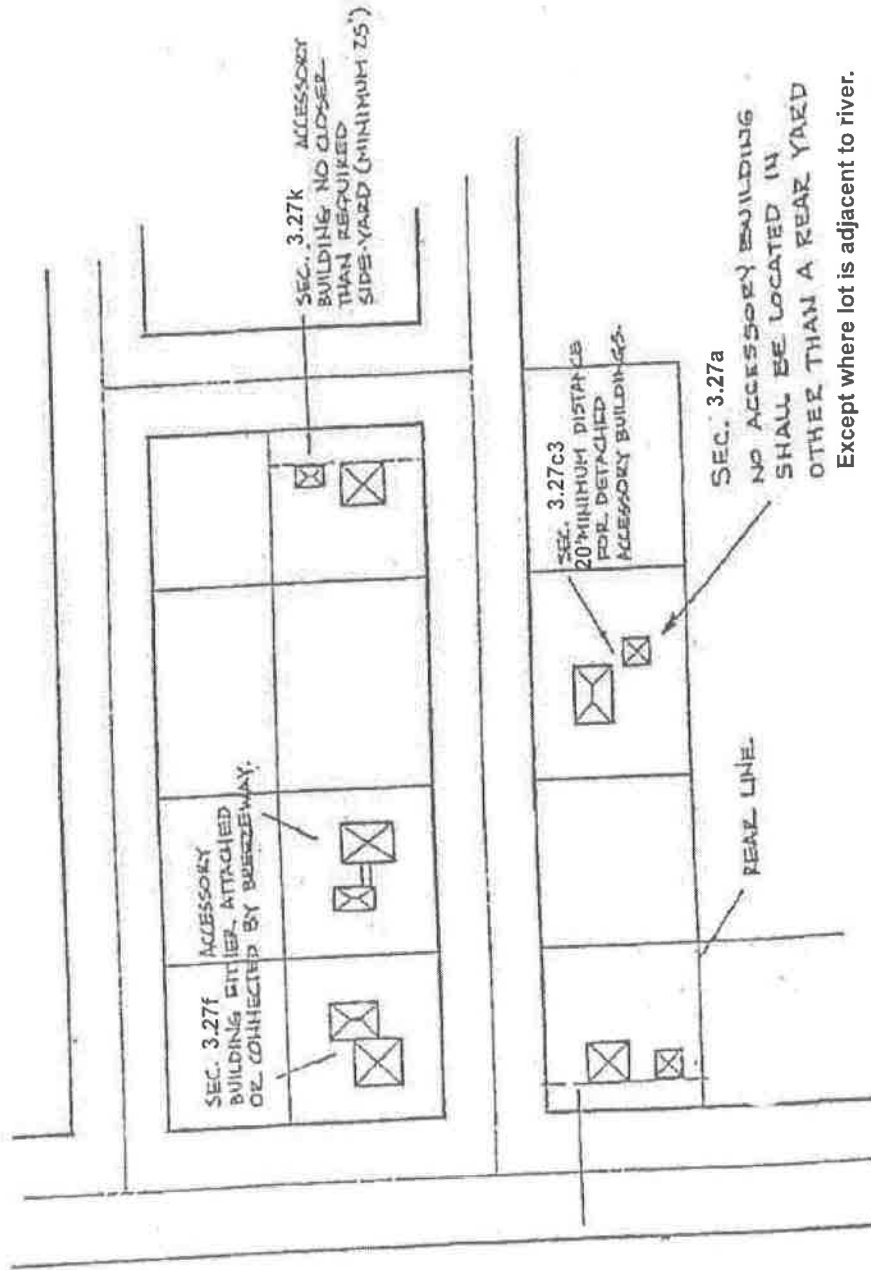 SEC. 3.27f ACCESSORY
BUILDING EITHER ATTACHED
OR CONNECTED BY BREEZEWAY.
SEC. 3.27k ACCESSORY
BUILDING NO CLOSER
THAN REQUIRED
SIDE-YARD (MINIMUM 25')
SEC. 3.27c3
20' MINIMUM DISTANCE
FOR DETACHED
ACCESSORY BUILDINGS.
REAR LINE.
SEC. 3.27a
NO ACCESSORY BUILDING
SHALL BE LOCATED IN
OTHER THAN A REAR YARD
Except where lot is adjacent to river.